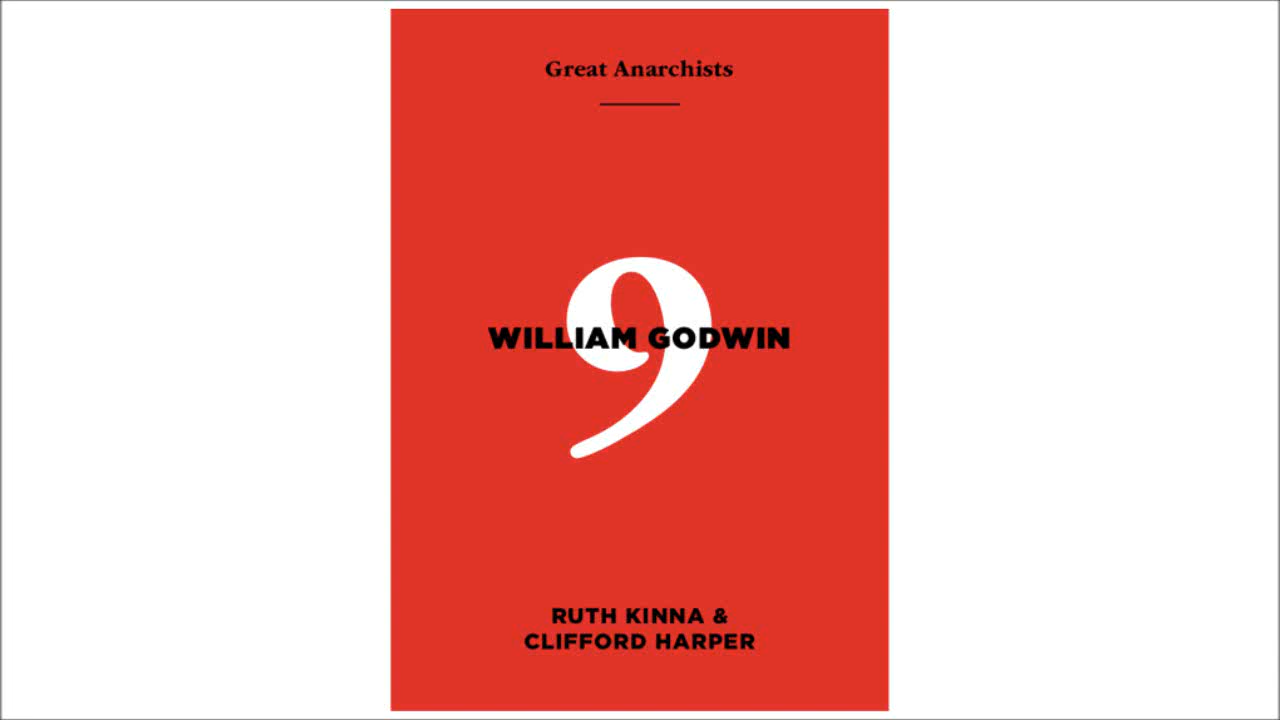 Great Anarchists
9
WILLIAM GODWIN
RUTH KINNA &
CLIFFORD HARPER